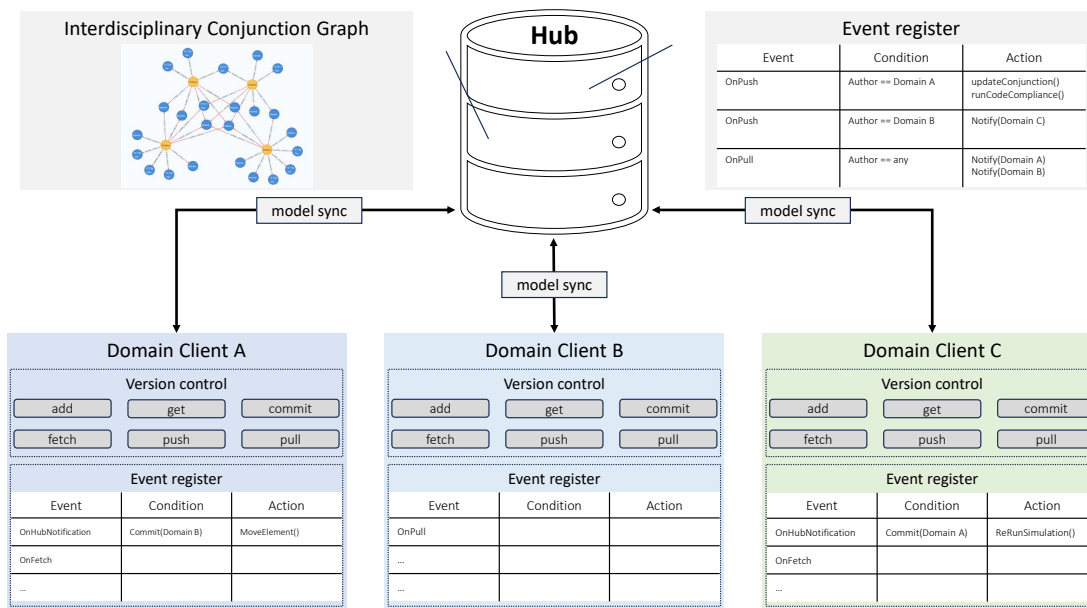 Interdisciplinary Conjunction Graph
Hub
Event register
Event Condition Action
OnPush Author == Domain A updateConjunction()
runCodeCompliance()
OnPush Author == Domain B Notify(Domain C)
OnPull Author == any Notify(Domain A)
Notify(Domain B)
model sync
model sync
model sync
Domain Client A
Version control
add get commit
fetch push pull
Event register
Event Condition Action
OnHubNotification Commit(Domain B) MoveElement()
OnFetch
...
Domain Client B
Version control
add get commit
fetch push pull
Event register
Event Condition Action
OnPull
...
...
Domain Client C
Version control
add get commit
fetch push pull
Event register
Event Condition Action
OnHubNotification Commit(Domain A) ReRunSimulation()
OnFetch
...